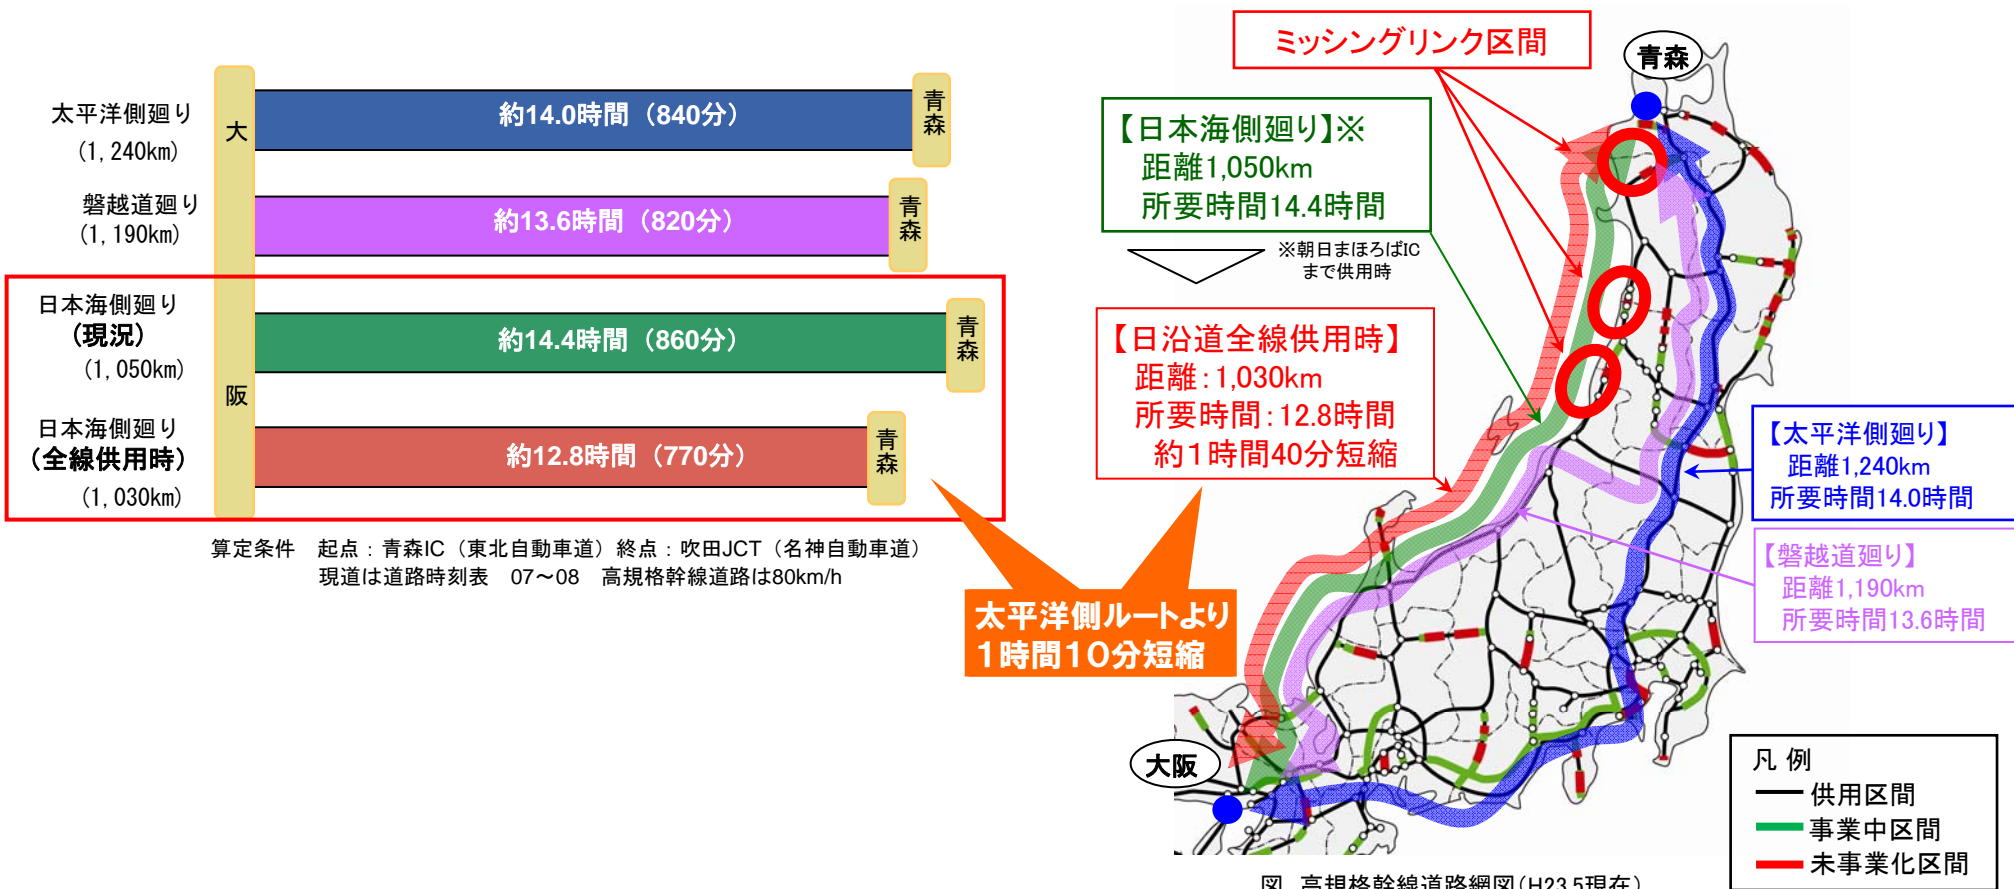 太平洋側廻り
(1,240km)
磐越道廻り
(1,190km)
日本海側廻り
(現況)
(1,050km)
日本海側廻り
(全線供用時)
(1,030km)
大
阪
約14.0時間（840分）
青森
約13.6時間（820分）
青森
約14.4時間（860分）
青森
約12.8時間（770分）
青森
算定条件　起点：青森IC（東北自動車道）終点：吹田JCT（名神自動車道）
現道は道路時刻表　07～08　高規格幹線道路は80km/h
太平洋側ルートより
1時間10分短縮
ミッシングリンク区間
青森
【日本海側廻り】※
距離1,050km
所要時間14.4時間
※朝日まほろばIC
まで供用時
【日沿道全線供用時】
距離：1,030km
所要時間：12.8時間
約1時間40分短縮
【太平洋側廻り】
距離1,240km
所要時間14.0時間
【磐越道廻り】
距離1,190km
所要時間13.6時間
大阪
凡例
供用区間
事業中区間
未事業化区間
図　高規格幹線道路網図（H23.5現在）